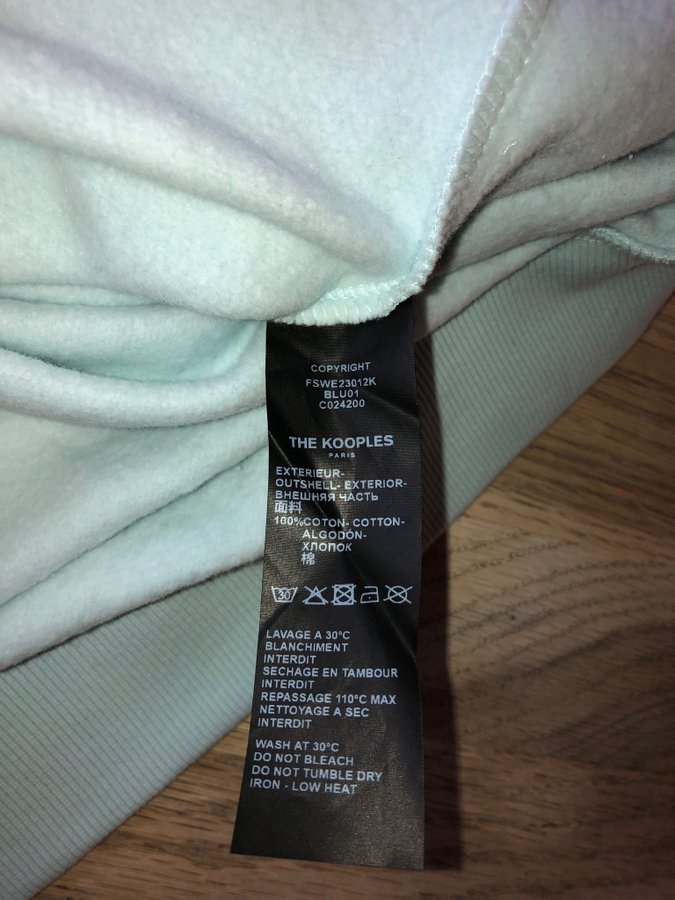 COPYRIGHT
FSWE23012K
BLU01
C024200
THE KOOPLES
PARIS
EXTERIEUR-
OUTSHELL- EXTERIOR-
ВНЕШНЯЯ ЧАСТЬ
面料
100%COTON- COTTON-
ALGODÓN-
ХЛОПОК
棉
30
LAVAGE A 30°C
BLANCHIMENT
INTERDIT
SECHAGE EN TAMBOUR
INTERDIT
REPASSAGE 110°C MAX
NETTOYAGE A SEC
INTERDIT
WASH AT 30°C
DO NOT BLEACH
DO NOT TUMBLE DRY
IRON - LOW HEAT